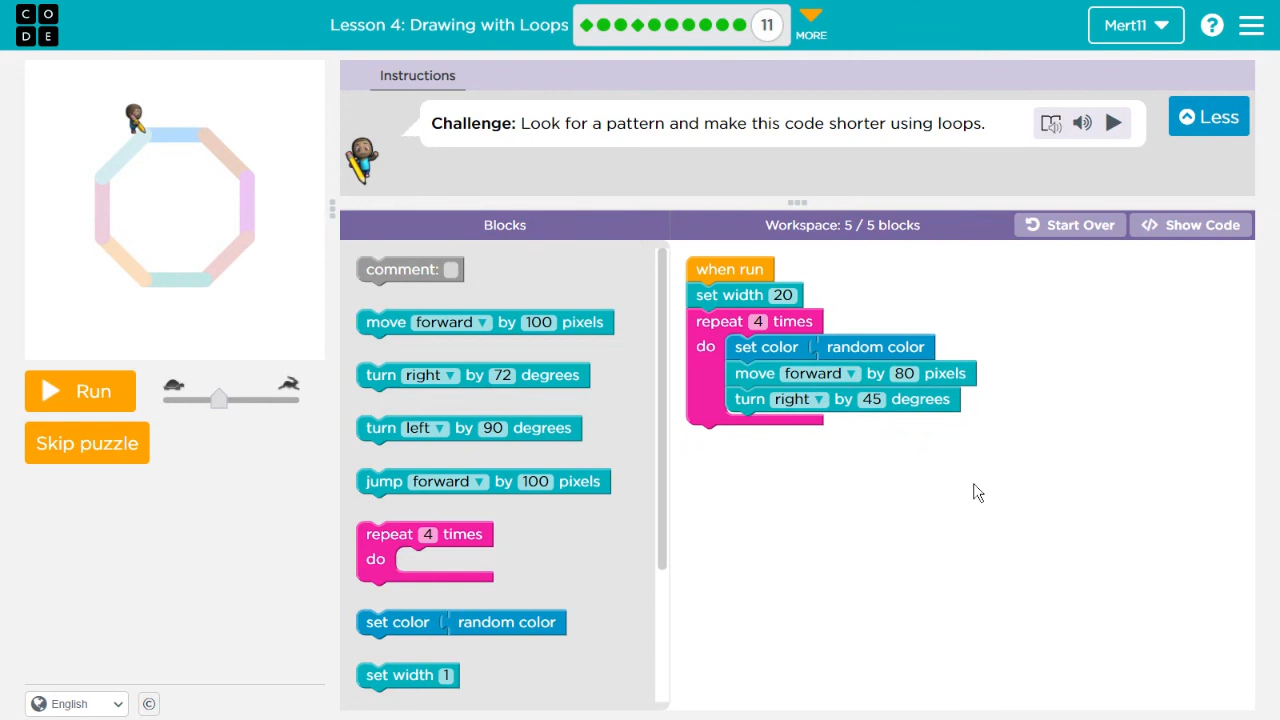 C O
D E
Lesson 4: Drawing with Loops
11
MORE
Mert11
?
Instructions
Challenge: Look for a pattern and make this code shorter using loops.
Less
Blocks
Workspace: 5 / 5 blocks
Start Over
</> Show Code
comment:
move forward by 100 pixels
turn right by 72 degrees
turn left by 90 degrees
jump forward by 100 pixels
repeat 4 times
do
set color random color
set width 1
when run
set width 20
repeat 4 times
do set color random color
move forward by 80 pixels
turn right by 45 degrees
Run
Skip puzzle
English
©